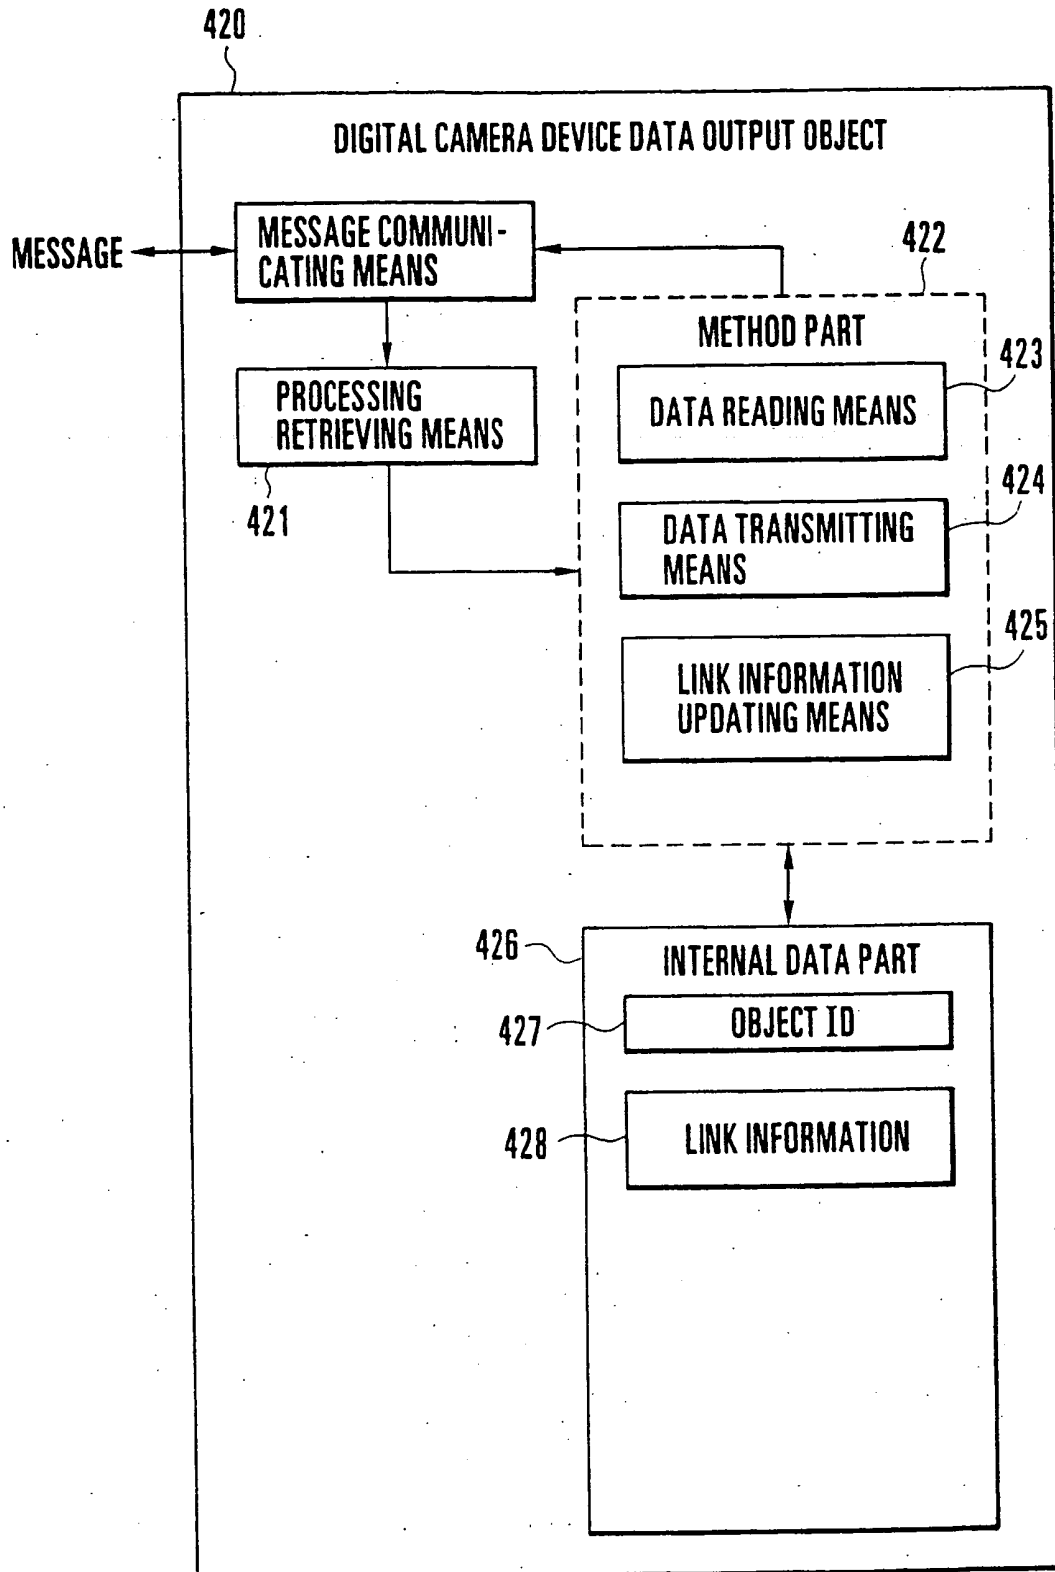 420
DIGITAL CAMERA DEVICE DATA OUTPUT OBJECT
MESSAGE
MESSAGE COMMUNI-
CATING MEANS
422
METHOD PART
423
PROCESSING
RETRIEVING MEANS
DATA READING MEANS
421
424
DATA TRANSMITTING
MEANS
425
LINK INFORMATION
UPDATING MEANS
426
INTERNAL DATA PART
427
OBJECT ID
428
LINK INFORMATION